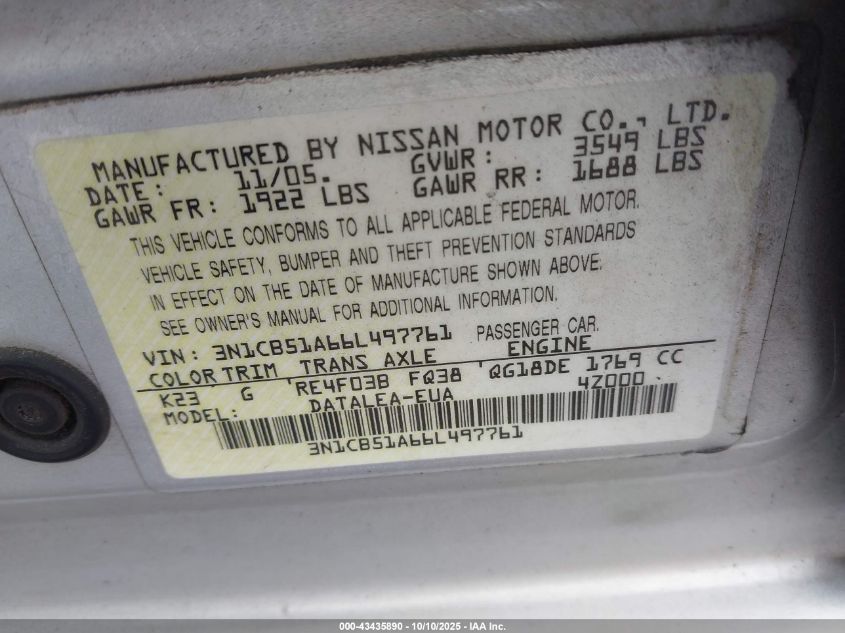 MANUFACTURED BY NISSAN MOTOR CO., LTD.
DATE: 11/05. GVWR: 3549 LBS
GAWR FR: 1922 LBS GAWR RR: 1688 LBS
THIS VEHICLE CONFORMS TO ALL APPLICABLE FEDERAL MOTOR.
VEHICLE SAFETY, BUMPER AND THEFT PREVENTION STANDARDS
IN EFFECT ON THE DATE OF MANUFACTURE SHOWN ABOVE.
SEE OWNER'S MANUAL FOR ADDITIONAL INFORMATION.
VIN: 3N1CB51A66L497761 PASSENGER CAR.
COLOR TRIM TRANS AXLE ENGINE
K23 G RE4F03B FQ38 QG18DE 1769 CC
MODEL: DATALEA-EUA 4Z000
3N1CB51A66L497761
000-43435890 - 10/10/2025 - IAA Inc.